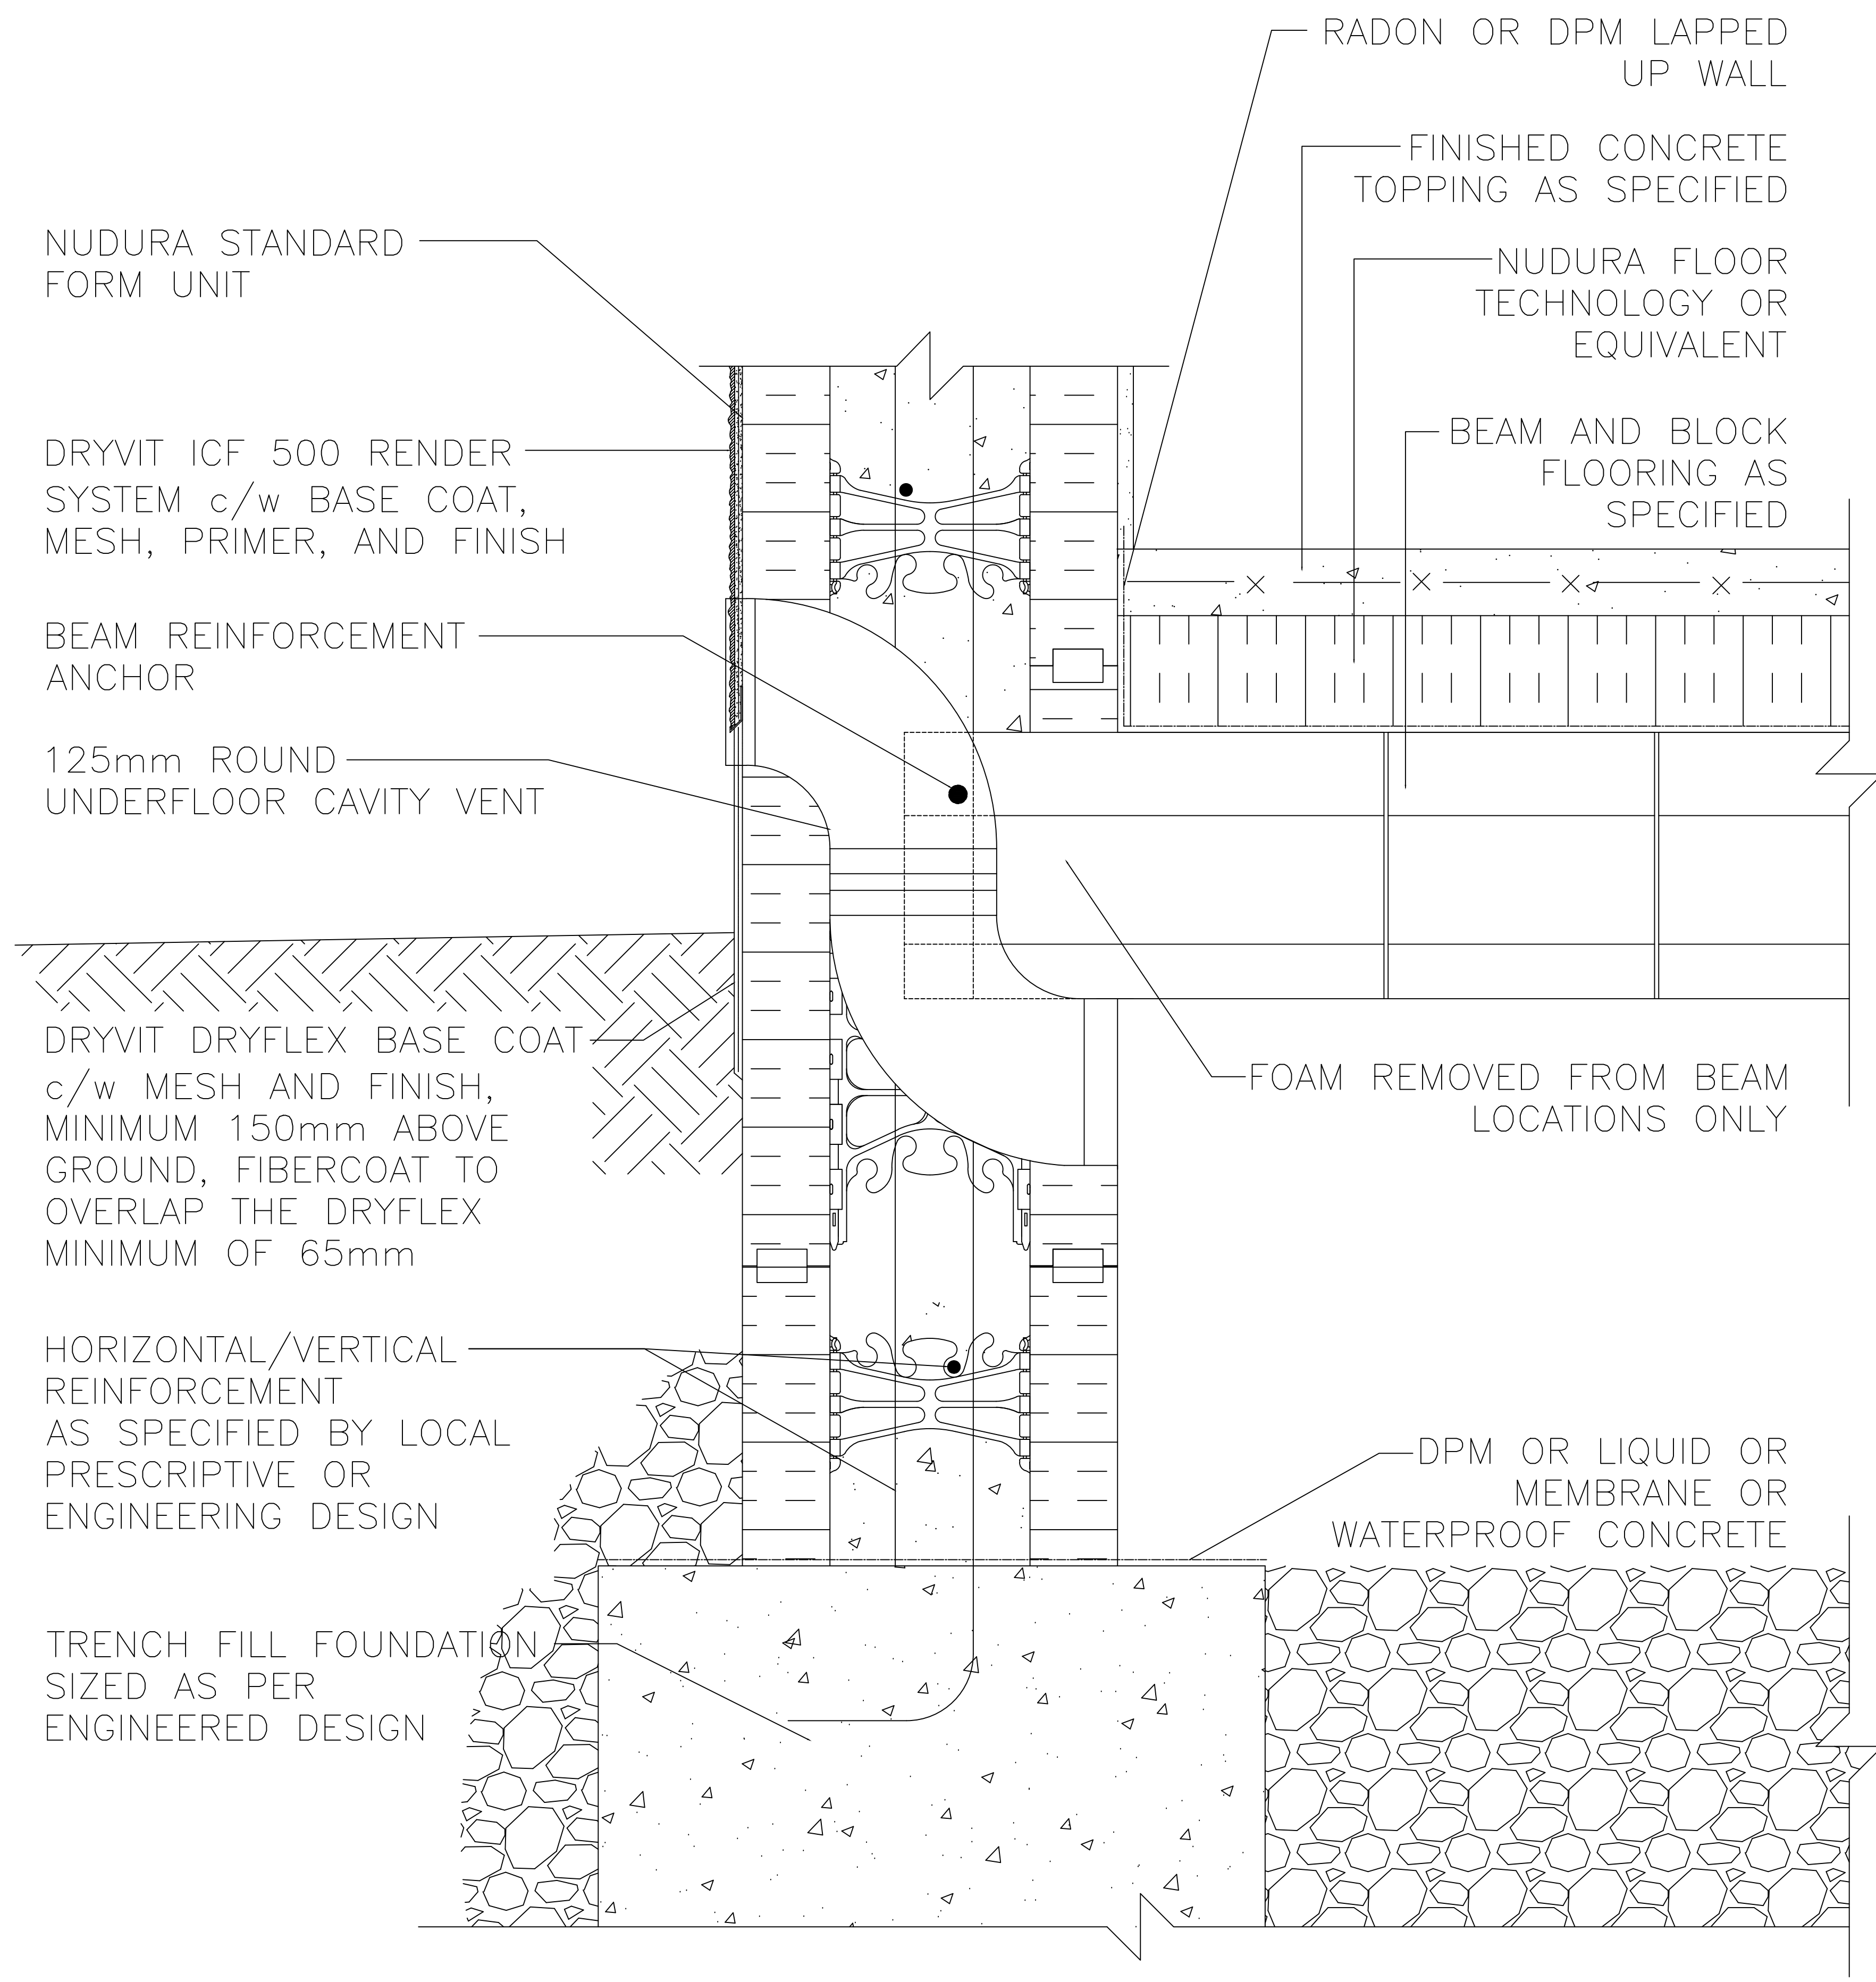 RADON OR DPM LAPPED
UP WALL
FINISHED CONCRETE
TOPPING AS SPECIFIED
NUDURA FLOOR
TECHNOLOGY OR
EQUIVALENT
BEAM AND BLOCK
FLOORING AS
SPECIFIED
NUDURA STANDARD
FORM UNIT
DRYVIT ICF 500 RENDER
SYSTEM c/w BASE COAT,
MESH, PRIMER, AND FINISH
BEAM REINFORCEMENT
ANCHOR
125mm ROUND
UNDERFLOOR CAVITY VENT
DRYVIT DRYFLEX BASE COAT
c/w MESH AND FINISH,
MINIMUM 150mm ABOVE
GROUND, FIBERCOAT TO
OVERLAP THE DRYFLEX
MINIMUM OF 65mm
FOAM REMOVED FROM BEAM
LOCATIONS ONLY
HORIZONTAL/VERTICAL
REINFORCEMENT
AS SPECIFIED BY LOCAL
PRESCRIPTIVE OR
ENGINEERING DESIGN
DPM OR LIQUID OR
MEMBRANE OR
WATERPROOF CONCRETE
TRENCH FILL FOUNDATION
SIZED AS PER
ENGINEERED DESIGN